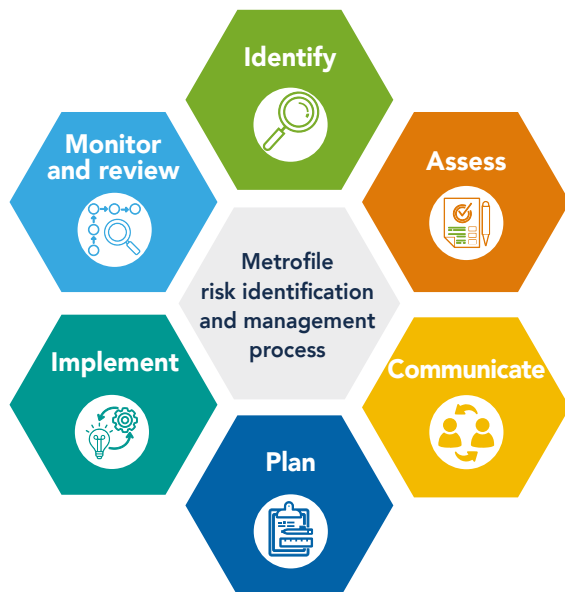 Identify
Assess
Communicate
Plan
Implement
Monitor
and review
Metrofile
risk identification
and management
process